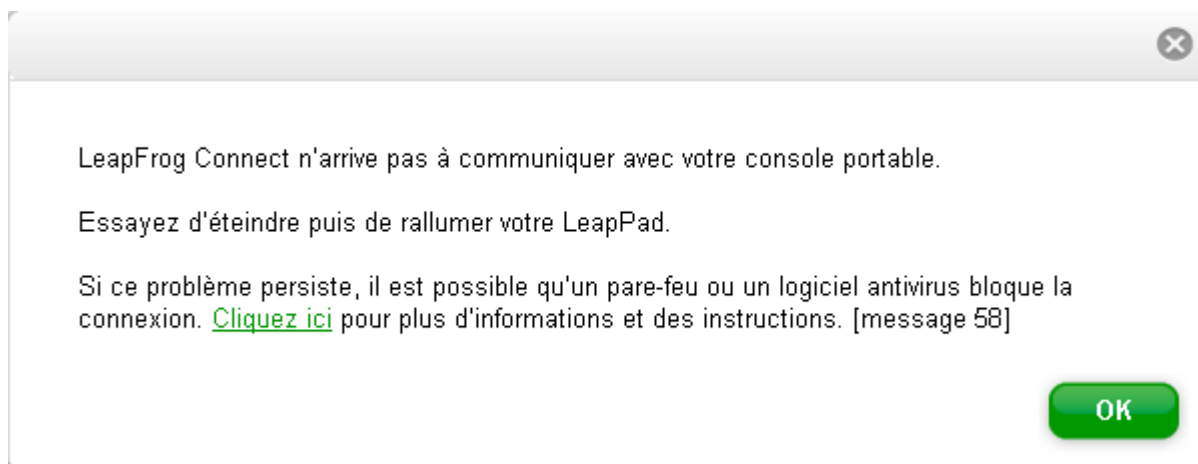 LeapFrog Connect n'arrive pas à communiquer avec votre console portable.
Essayez d'éteindre puis de rallumer votre LeapPad.
Si ce problème persiste, il est possible qu'un pare-feu ou un logiciel antivirus bloque la
connexion. Cliquez ici pour plus d'informations et des instructions. [message 58]
OK